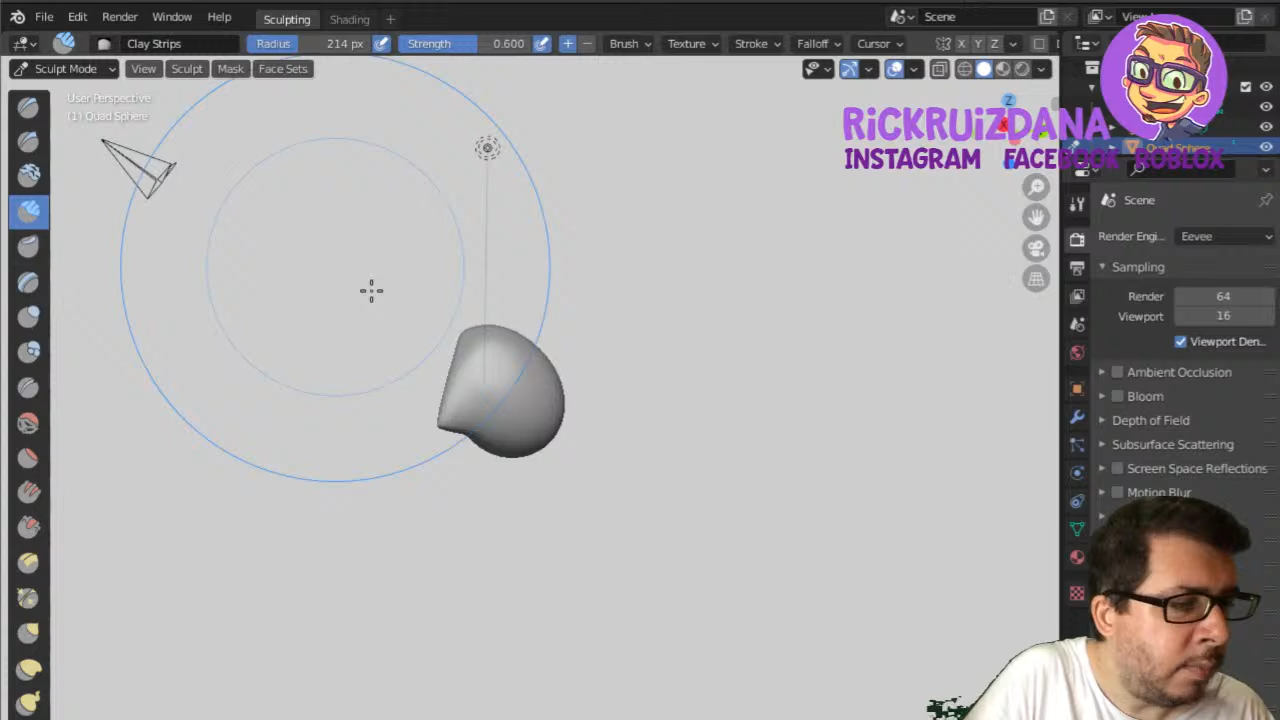 File Edit Render Window Help Sculpting Shading + Scene
Clay Strips Radius 214 px Strength 0.600 Brush Texture Stroke Falloff Cursor X Y Z
Sculpt Mode View Sculpt Mask Face Sets
User Perspective
(1) Quad Sphere
Z
RiCKRUiZDANA
INSTAGRAM FACEBOOK ROBLOX
Quad Sphere
Scene
Render Engi... Eevee
Sampling
Render 64
Viewport 16
Viewport Den...
Ambient Occlusion
Bloom
Depth of Field
Subsurface Scattering
Screen Space Reflections
Motion Blur